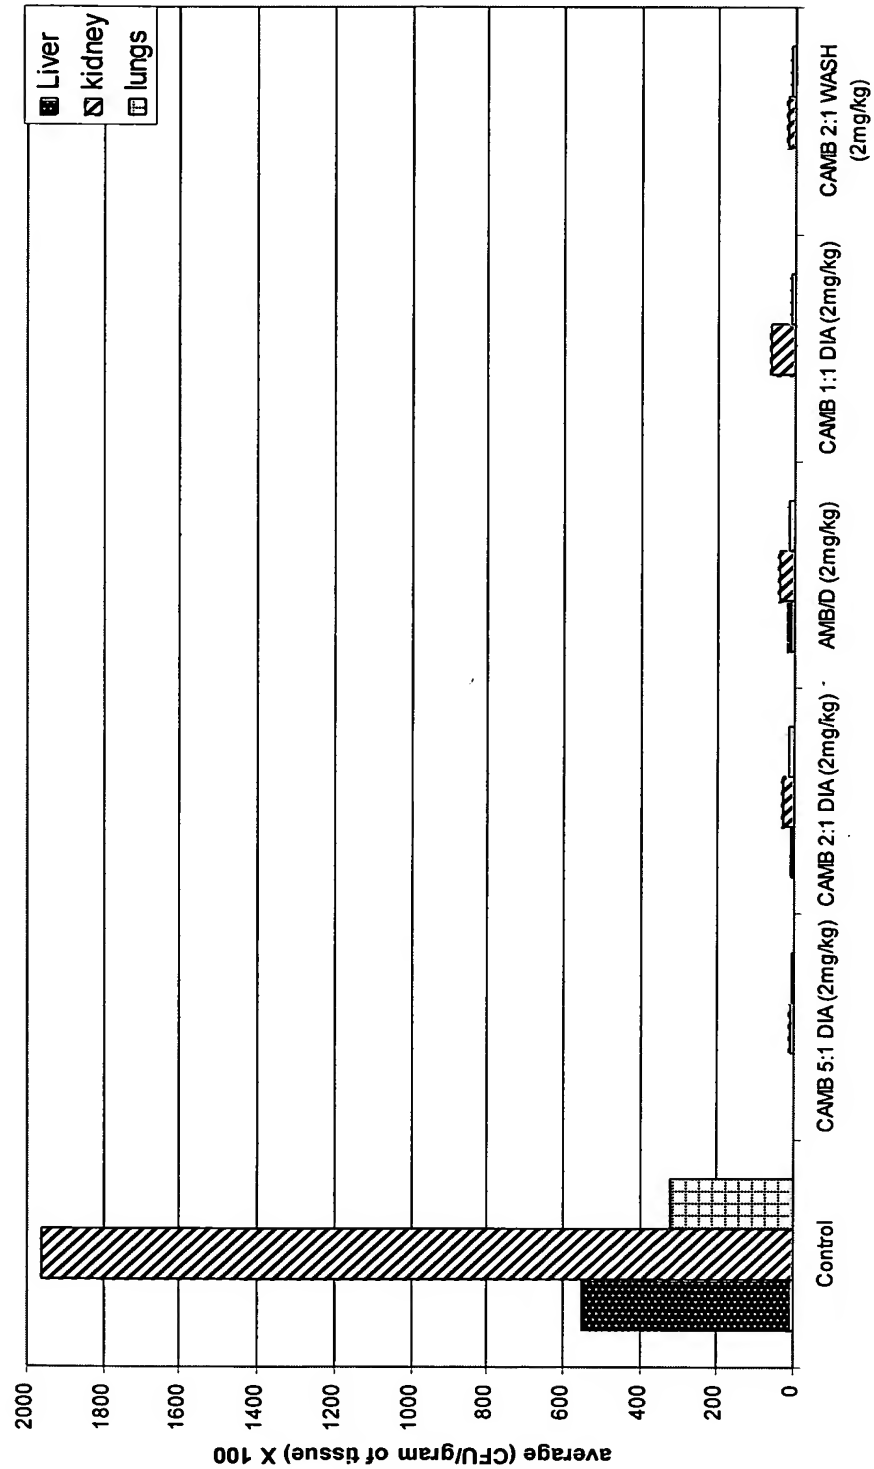 Liver
kidney
lungs
2000
1800
1600
1400
1200
1000
800
600
400
200
0
average (CFU/gram of tissue) X 100
Control
CAMB 5:1 DIA (2mg/kg)
CAMB 2:1 DIA (2mg/kg)
AMB/D (2mg/kg)
CAMB 1:1 DIA (2mg/kg)
CAMB 2:1 WASH
(2mg/kg)